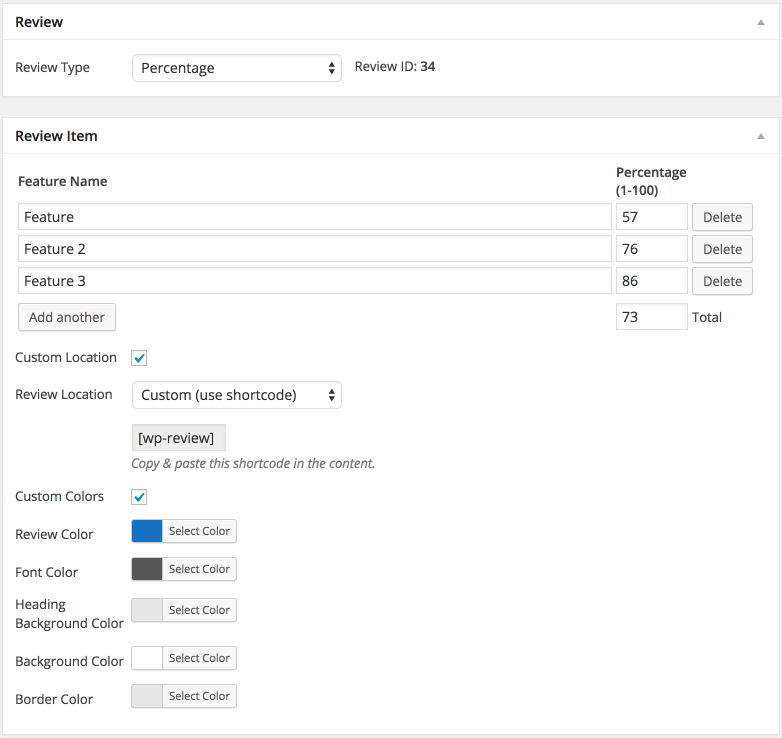 Review
Review Type Percentage Review ID: 34
Review Item
Feature Name Percentage
(1-100)
Feature 57 Delete
Feature 2 76 Delete
Feature 3 86 Delete
Add another 73 Total
Custom Location
Review Location Custom (use shortcode)
[wp-review]
Copy & paste this shortcode in the content.
Custom Colors
Review Color Select Color
Font Color Select Color
Heading
Background Color Select Color
Background Color Select Color
Border Color Select Color